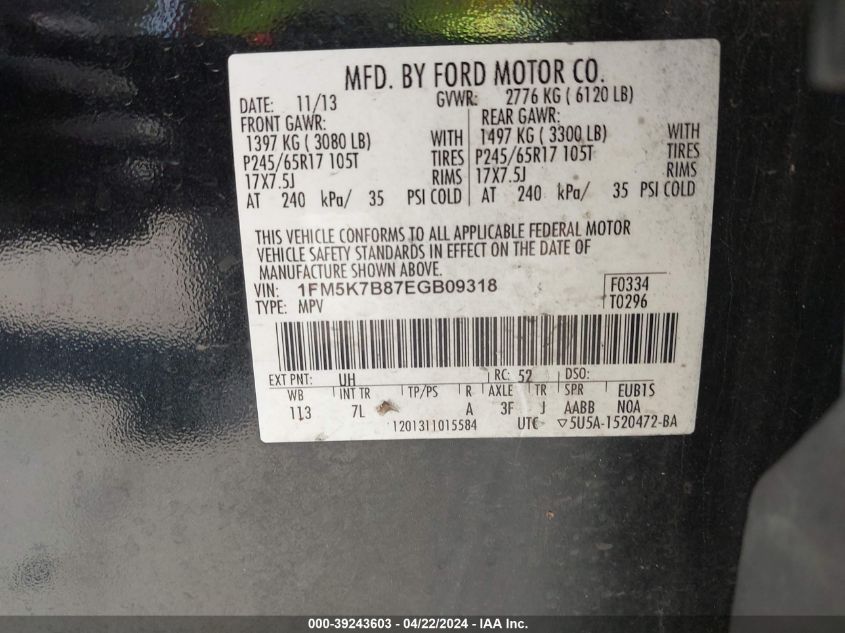 MFD. BY FORD MOTOR CO.
DATE: 11/13 GVWR: 2776 KG ( 6120 LB)
FRONT GAWR: REAR GAWR:
1397 KG ( 3080 LB) WITH 1497 KG ( 3300 LB) WITH
P245/65R17 105T TIRES P245/65R17 105T TIRES
17X7.5J RIMS 17X7.5J RIMS
AT 240 kPa/ 35 PSI COLD AT 240 kPa/ 35 PSI COLD
THIS VEHICLE CONFORMS TO ALL APPLICABLE FEDERAL MOTOR
VEHICLE SAFETY STANDARDS IN EFFECT ON THE DATE OF
MANUFACTURE SHOWN ABOVE.
VIN: 1FM5K7B87EGB09318 F0334
TYPE: MPV T0296
EXT PNT: UH RC: 52 DSO:
WB INT TR TP/PS R AXLE TR SPR EUB1S
113 7L A 3F J AABB N0A
1201311015584 UTC ▽5U5A-1520472-BA
000-39243603 - 04/22/2024 - IAA Inc.